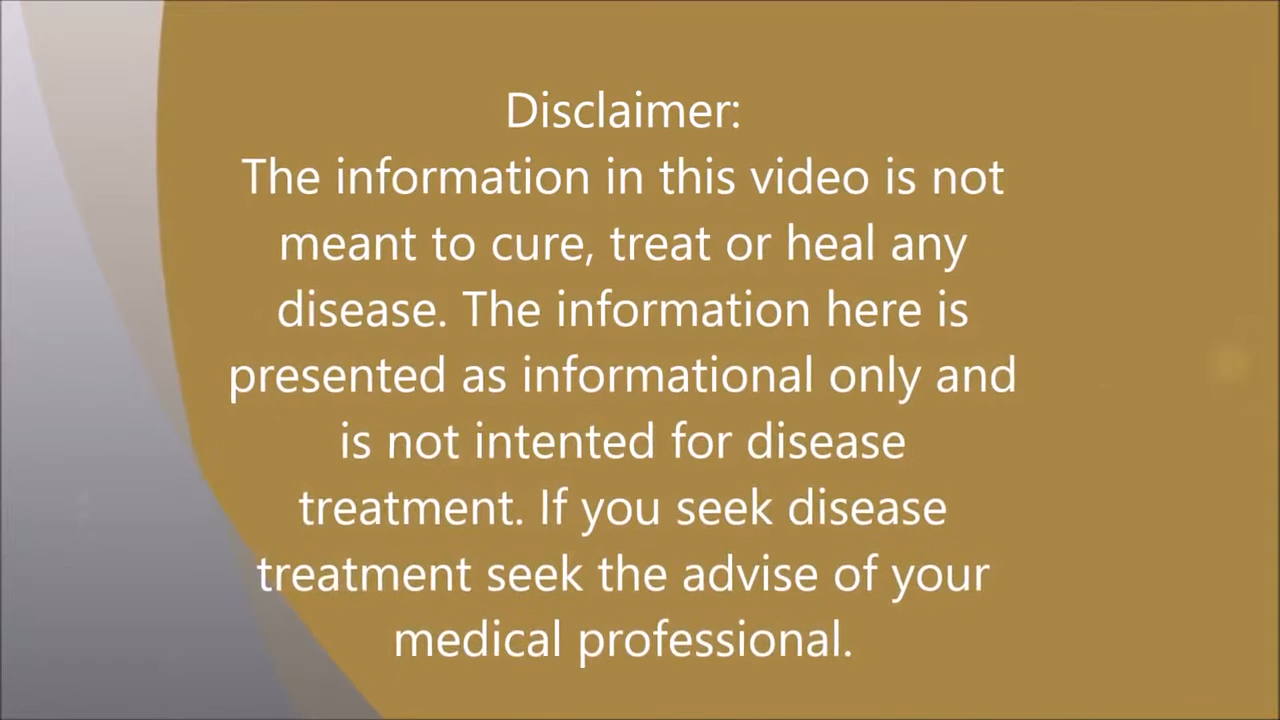 Disclaimer:
The information in this video is not
meant to cure, treat or heal any
disease. The information here is
presented as informational only and
is not intented for disease
treatment. If you seek disease
treatment seek the advise of your
medical professional.